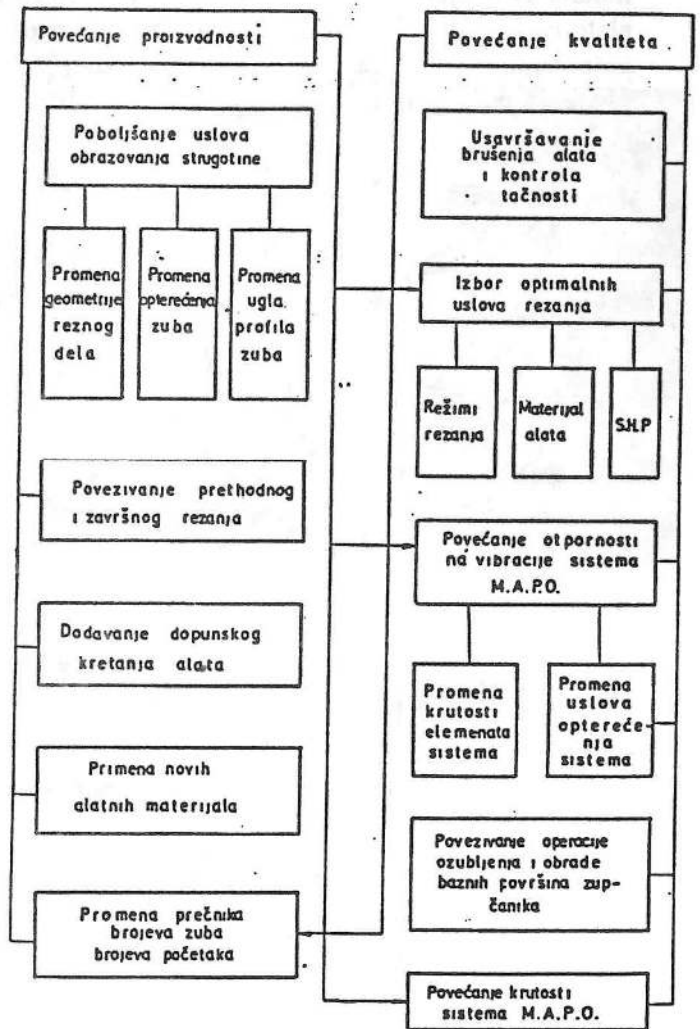 Povećanje proizvodnosti
Poboljšanje uslova
obrazovanja strugotine
Promena
geometrije
reznog
dela
Promena
opterećenja
zuba
Promena
ugla
profila
zuba
Povezivanje prethodnog
i završnog rezanja
Dodavanje dopunskog
kretanja alata
Primena novih
alatnih materijala
Promena prečnika
brojeva zuba
brojeva početaka
Povećanje kvaliteta
Usavršavanje
brušenja alata
i kontrola
tačnosti
Izbor optimalnih
uslova rezanja
Režimi
rezanja
Materijal
alata
S.H.P
Povećanje otpornosti
na vibracije sistema
M.A.P.O.
Promena
krutosti
elemenata
sistema
Promena
uslova
optereće-
nja
sistema
Povezivanje operacije
ozubljenja i obrade
baznih površina zup-
čanika
Povećanje krutosti
sistema M.A.P.O.